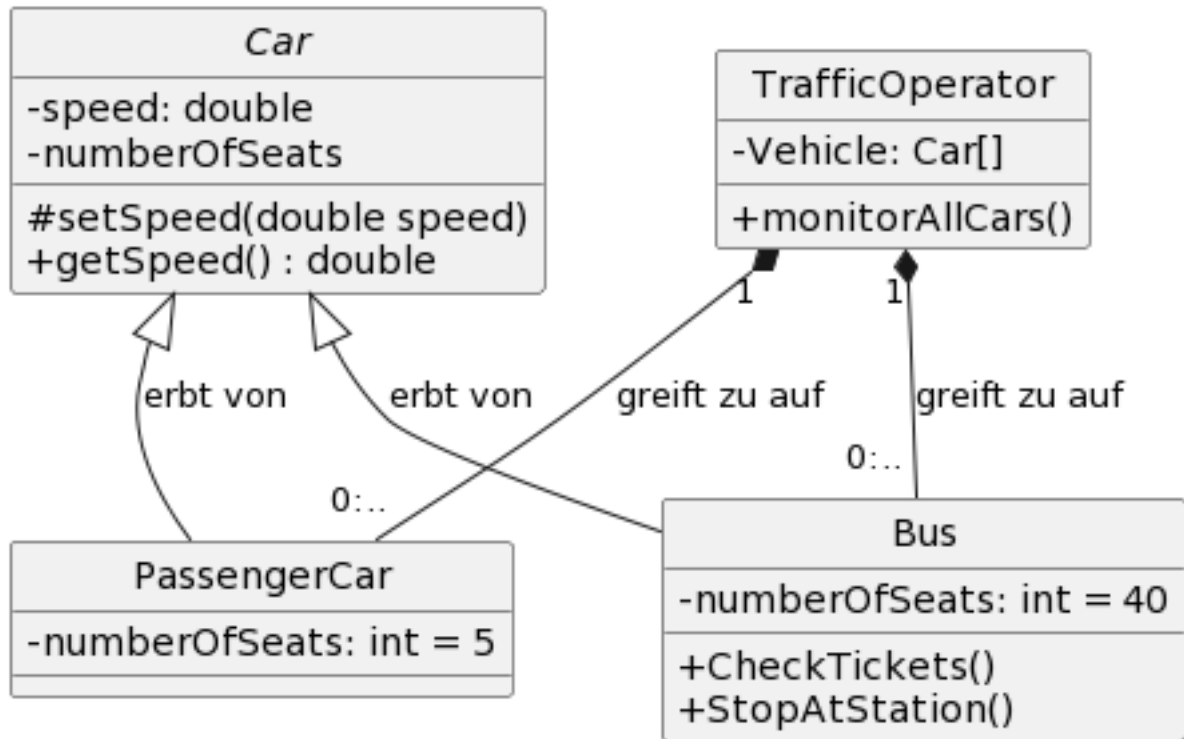 Car
-speed: double
-numberOfSeats
#setSpeed(double speed)
+getSpeed() : double
TrafficOperator
-Vehicle: Car[]
+monitorAllCars()
1
1
erbt von
erbt von
greift zu auf
greift zu auf
0:..
0:..
PassengerCar
-numberOfSeats: int = 5
Bus
-numberOfSeats: int = 40
+CheckTickets()
+StopAtStation()